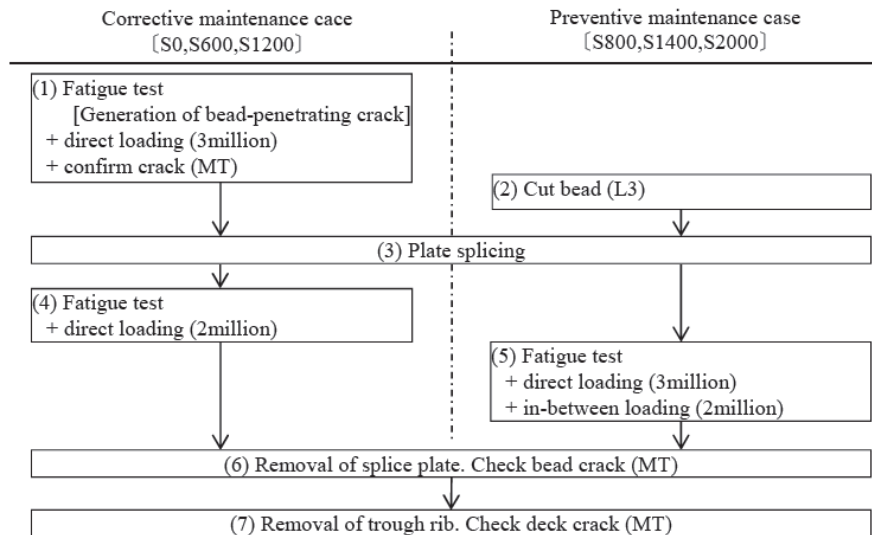 Corrective maintenance cace
〔S0,S600,S1200〕
Preventive maintenance case
〔S800,S1400,S2000〕
(1) Fatigue test
[Generation of bead-penetrating crack]
+ direct loading (3million)
+ confirm crack (MT)
(2) Cut bead (L3)
(3) Plate splicing
(4) Fatigue test
+ direct loading (2million)
(5) Fatigue test
+ direct loading (3million)
+ in-between loading (2million)
(6) Removal of splice plate. Check bead crack (MT)
(7) Removal of trough rib. Check deck crack (MT)